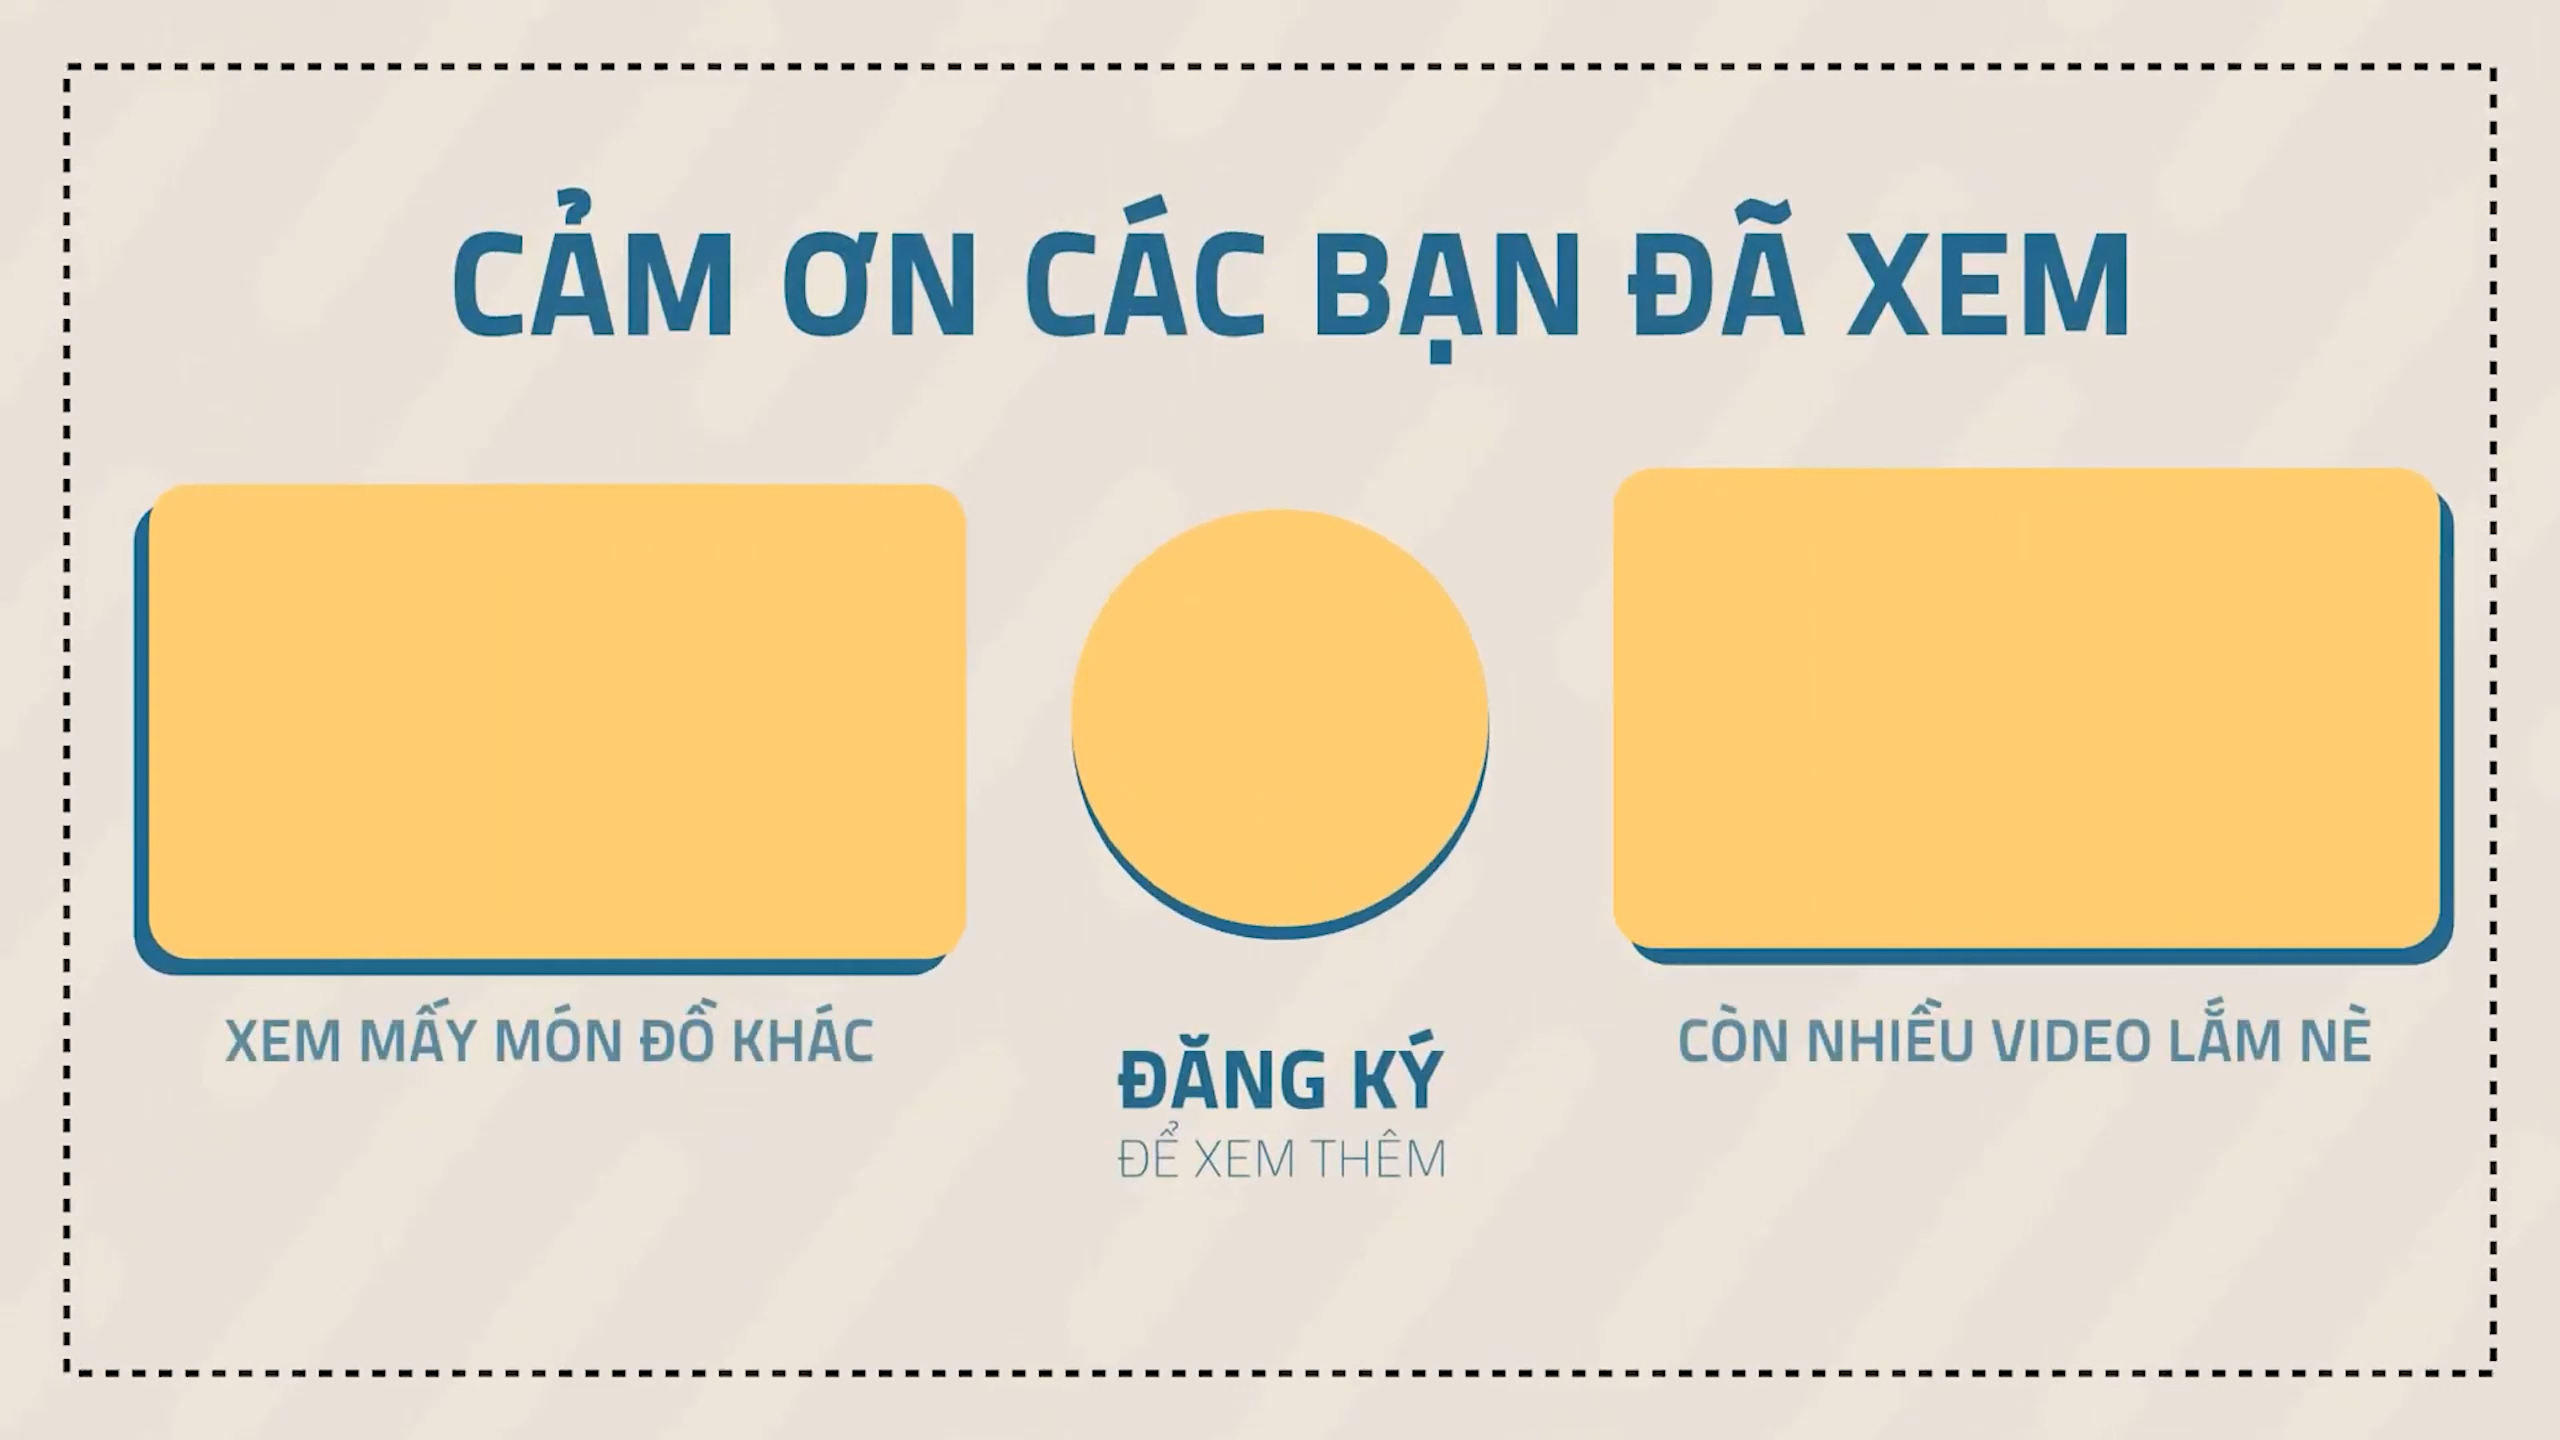 CẢM ƠN CÁC BẠN ĐÃ XEM
XEM MẤY MÓN ĐỒ KHÁC
ĐĂNG KÝ
ĐỂ XEM THÊM
CÒN NHIỀU VIDEO LẮM NÈ